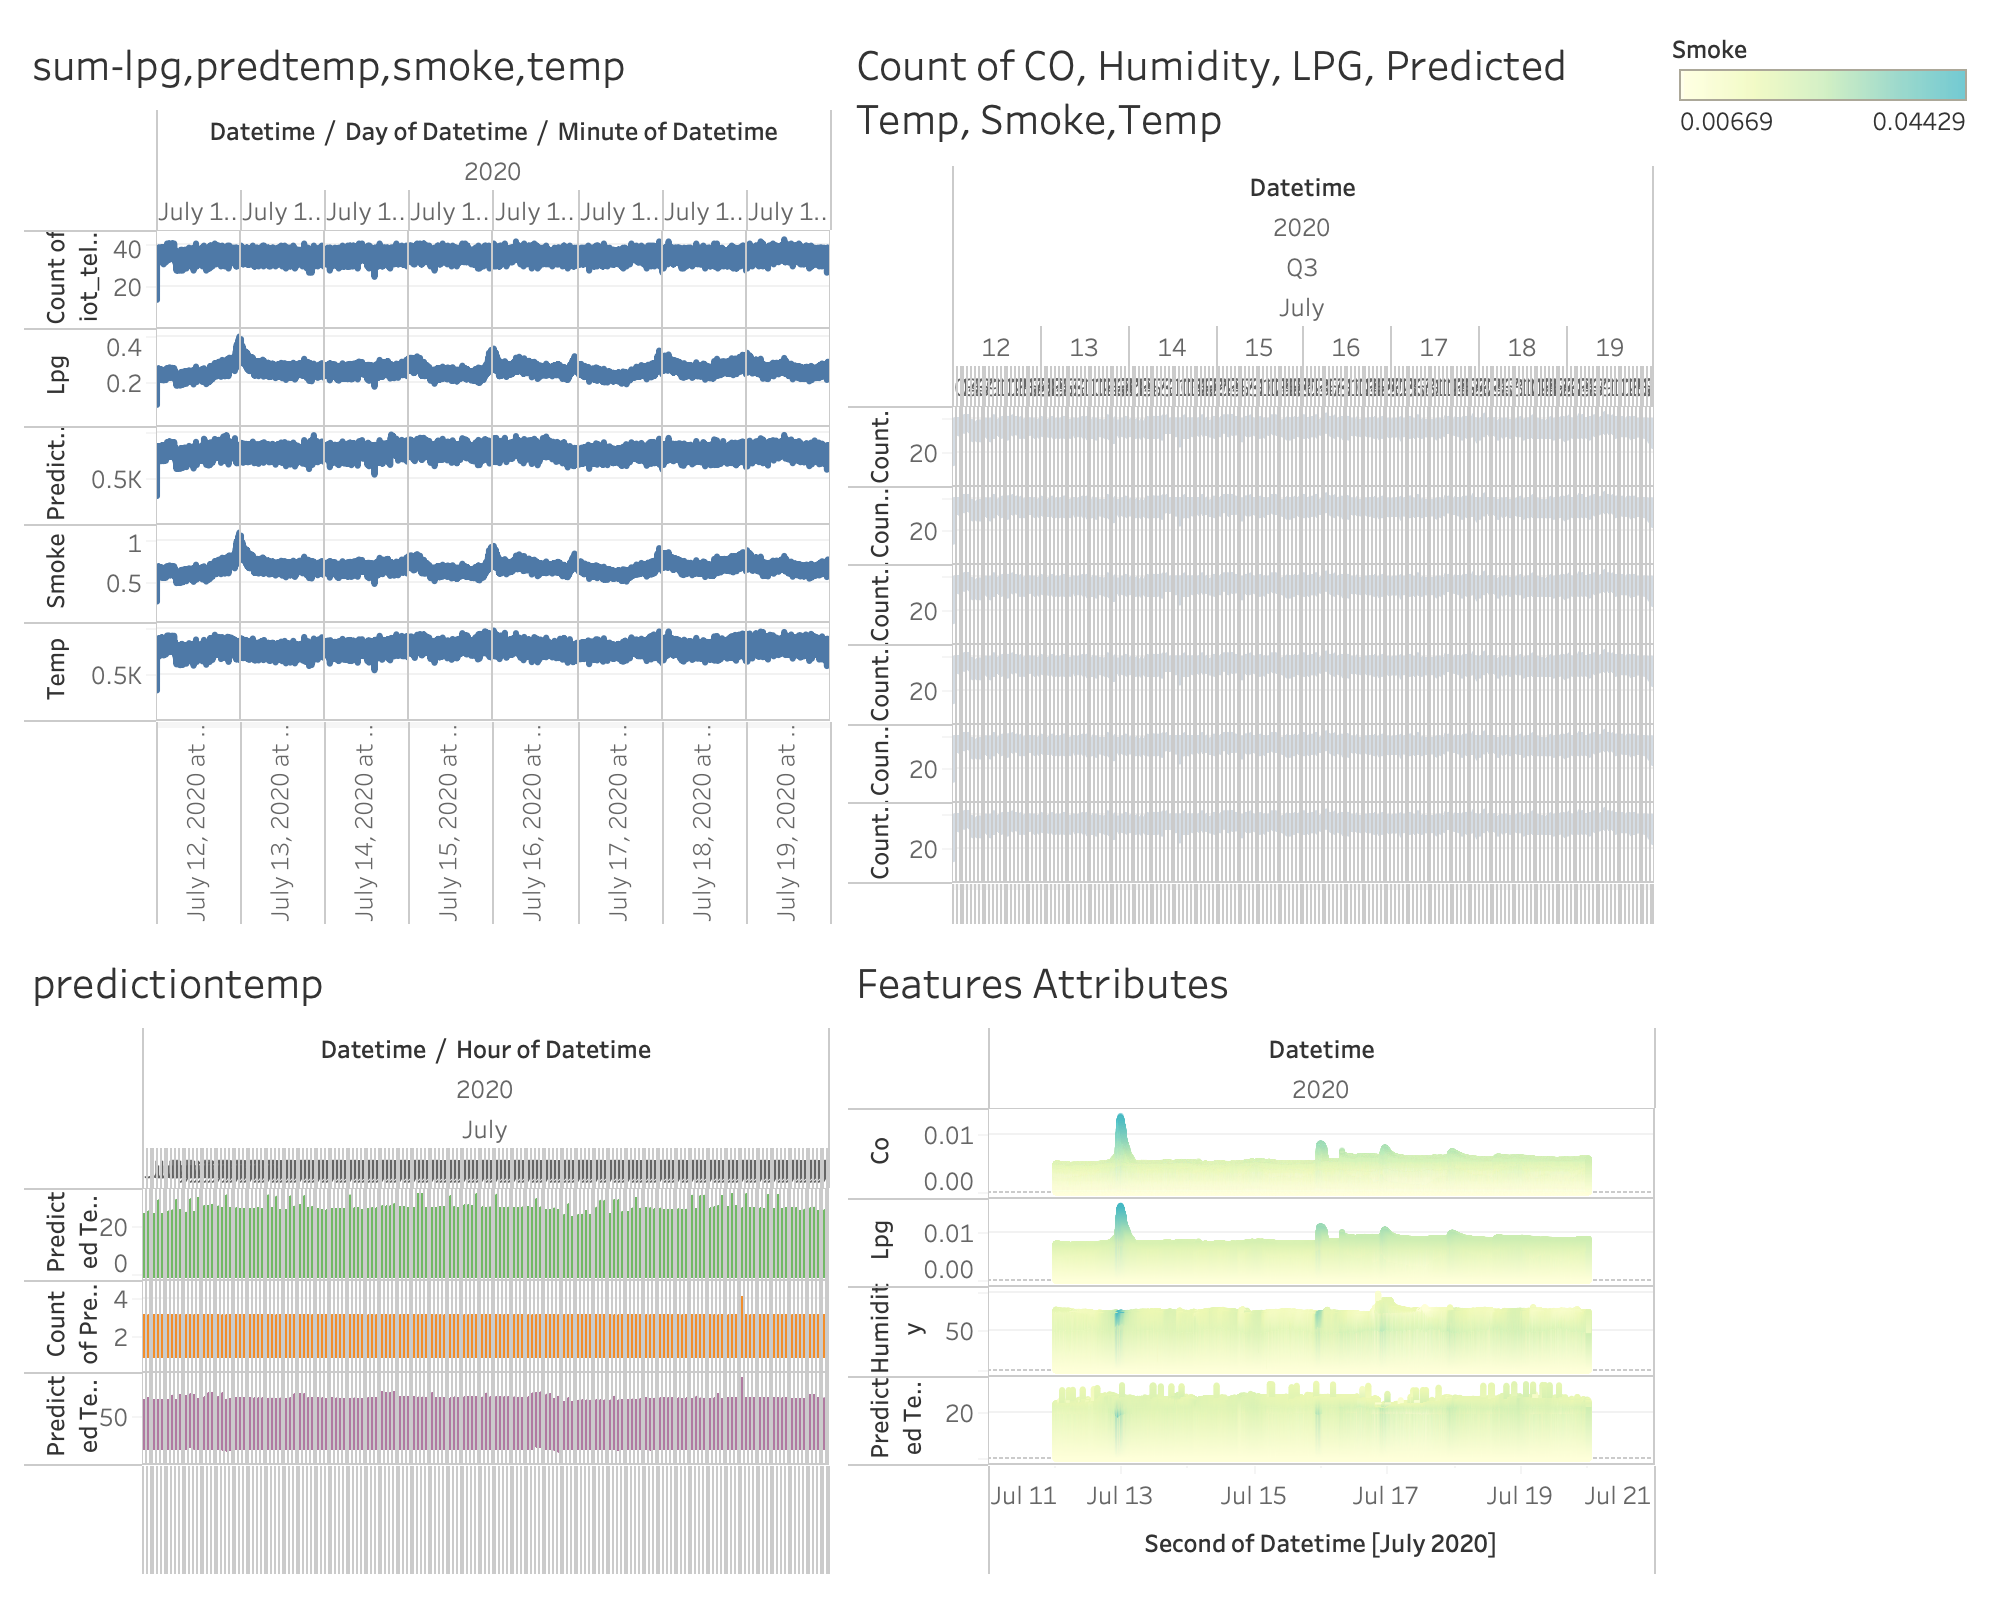 sum-lpg,predtemp,smoke,temp
Datetime / Day of Datetime / Minute of Datetime
2020
July 1.. July 1.. July 1.. July 1.. July 1.. July 1.. July 1.. July 1..
Count of
iot_tel..
40
20
Lpg
0.4
0.2
Predict..
0.5K
Smoke
1
0.5
Temp
0.5K
July 12, 2020 at ..
July 13, 2020 at ..
July 14, 2020 at ..
July 15, 2020 at ..
July 16, 2020 at ..
July 17, 2020 at ..
July 18, 2020 at ..
July 19, 2020 at ..
Count of CO, Humidity, LPG, Predicted
Temp, Smoke,Temp
Datetime
2020
Q3
July
12 13 14 15 16 17 18 19
Count..
20
Coun..
20
Count..
20
Count..
20
Coun..
20
Count..
20
Smoke
0.00669 0.04429
predictiontemp
Datetime / Hour of Datetime
2020
July
Predict
ed Te..
20
0
Count
of Pre..
4
2
Predict
ed Te..
50
Features Attributes
Datetime
2020
Co
0.01
0.00
Lpg
0.01
0.00
Humidit
y
50
Predict
ed Te..
20
Jul 11 Jul 13 Jul 15 Jul 17 Jul 19 Jul 21
Second of Datetime [July 2020]